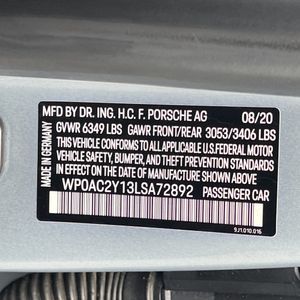 MFD BY DR. ING. H.C. F. PORSCHE AG 08/20
GVWR 6349 LBS GAWR FRONT/REAR 3053/3406 LBS
THIS VEHICLE CONFORMS TO ALL APPLICABLE U.S.FEDERAL MOTOR
VEHICLE SAFETY, BUMPER, AND THEFT PREVENTION
STANDARDS IN EFFECT ON THE DATE OF MANUFACTURE
SHOWN ABOVE.
WP0AC2Y13LSA72892 PASSENGER CAR
MADE IN GERMANY
9J1.010.016